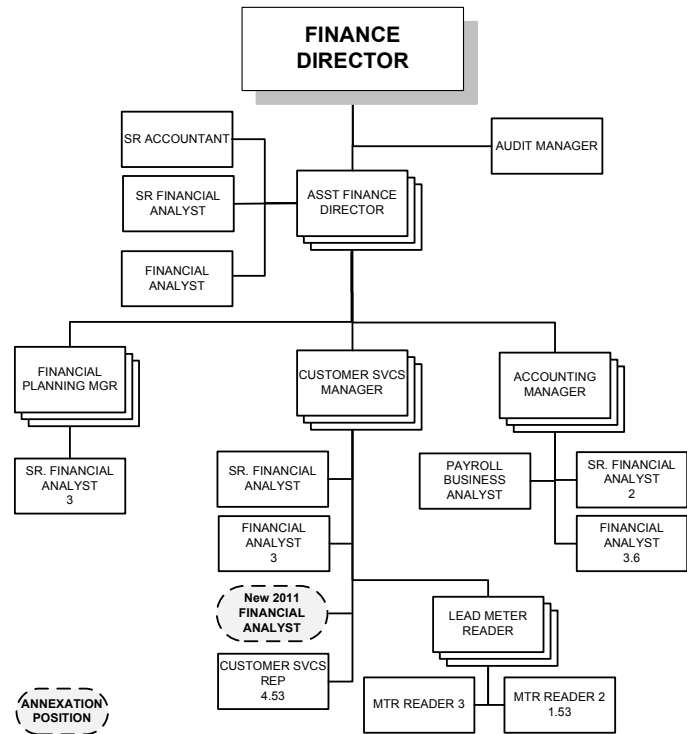 FINANCE
DIRECTOR
SR ACCOUNTANT
AUDIT MANAGER
SR FINANCIAL
ANALYST
ASST FINANCE
DIRECTOR
FINANCIAL
ANALYST
FINANCIAL
PLANNING MGR
CUSTOMER SVCS
MANAGER
ACCOUNTING
MANAGER
SR. FINANCIAL
ANALYST
3
SR. FINANCIAL
ANALYST
PAYROLL
BUSINESS
ANALYST
SR. FINANCIAL
ANALYST
2
FINANCIAL
ANALYST
3
FINANCIAL
ANALYST
3.6
New 2011
FINANCIAL
ANALYST
LEAD METER
READER
CUSTOMER SVCS
REP
4.53
MTR READER 3
MTR READER 2
1.53
ANNEXATION
POSITION